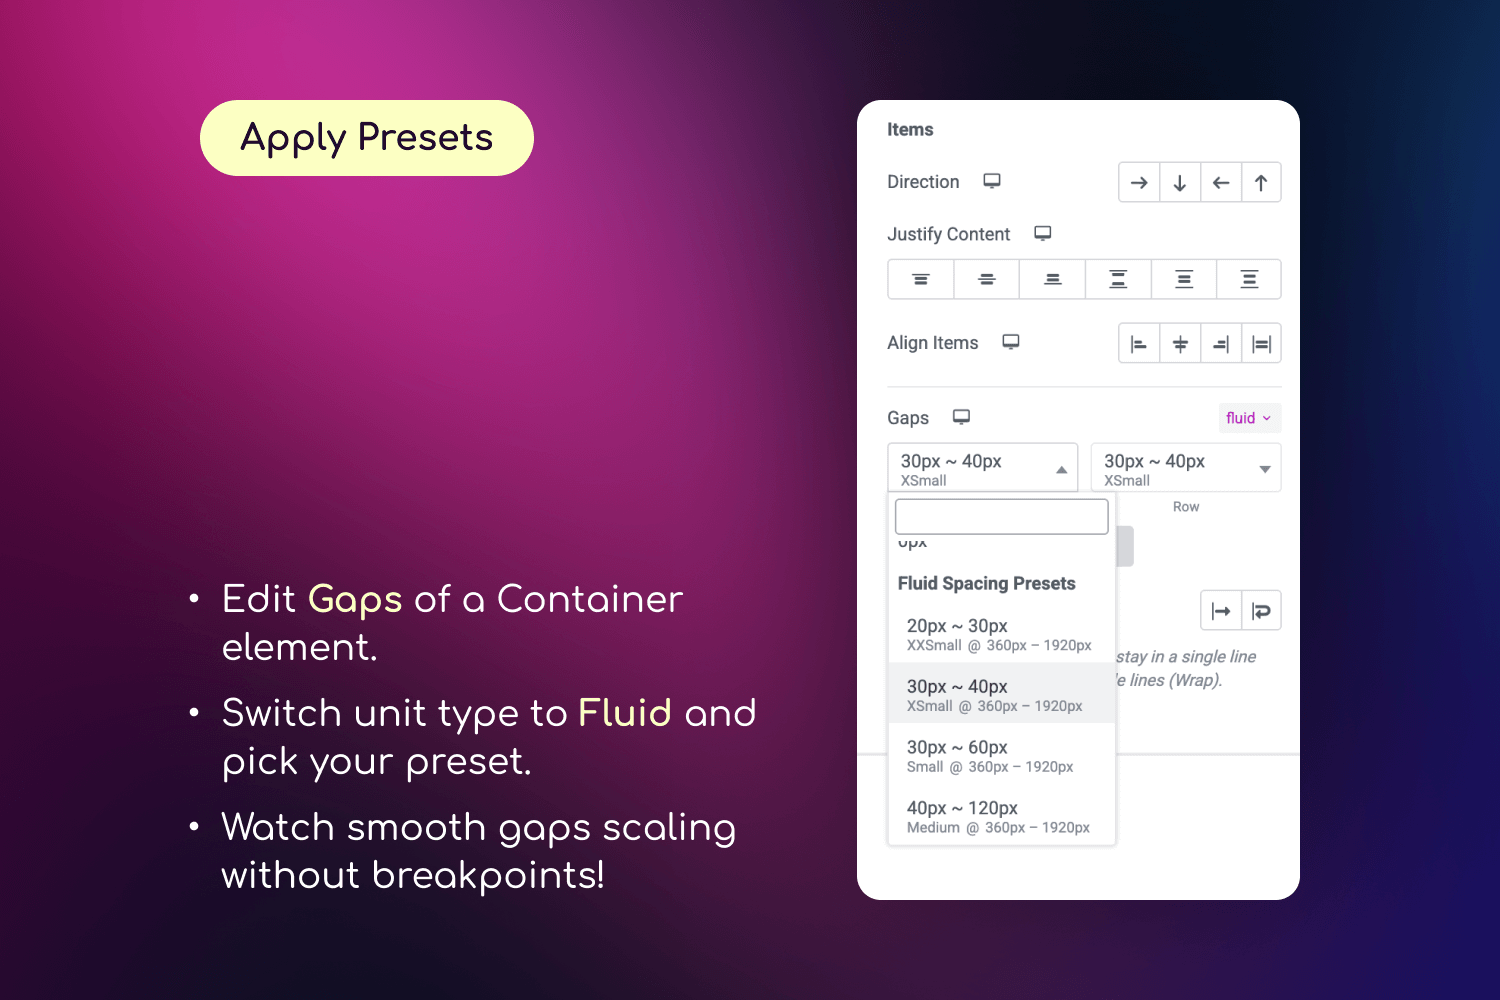 Apply Presets
• Edit Gaps of a Container
element.
• Switch unit type to Fluid and
pick your preset.
• Watch smooth gaps scaling
without breakpoints!
Items
Direction
Justify Content
Align Items
Gaps
fluid
30px ~ 40px
XSmall
30px ~ 40px
XSmall
Row
0px
Fluid Spacing Presets
20px ~ 30px
XXSmall @ 360px – 1920px
30px ~ 40px
XSmall @ 360px – 1920px
30px ~ 60px
Small @ 360px – 1920px
40px ~ 120px
Medium @ 360px – 1920px
stay in a single line
e lines (Wrap).